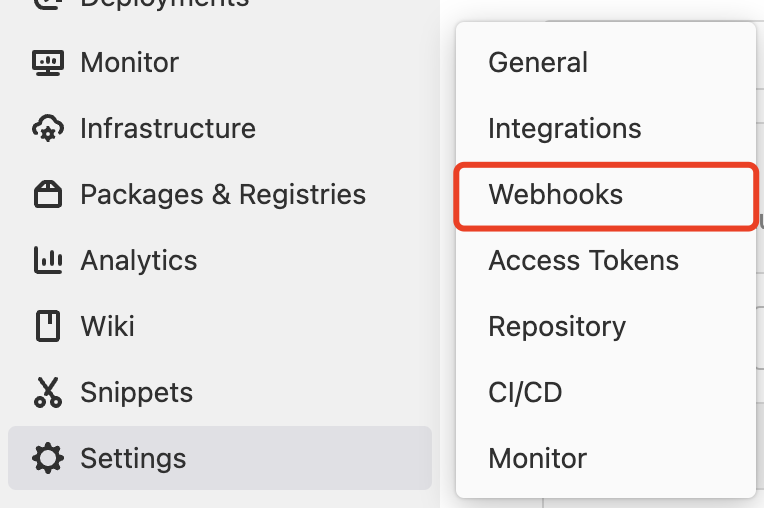 Deployments
Monitor
Infrastructure
Packages & Registries
Analytics
Wiki
Snippets
Settings
General
Integrations
Webhooks
Access Tokens
Repository
CI/CD
Monitor